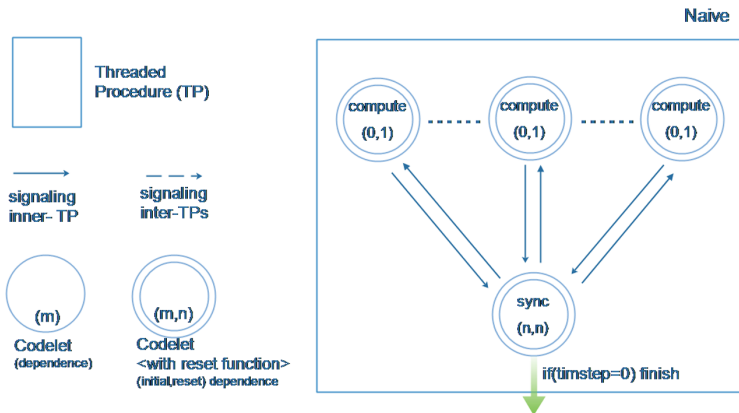 Naive
Threaded
Procedure (TP)
compute
(0,1)
compute
(0,1)
compute
(0,1)
signaling
inner- TP
signaling
inter-TPs
(m)
(m,n)
sync
(n,n)
Codelet
(dependence)
Codelet
<with reset function>
(initial,reset) dependence
if(timstep=0) finish